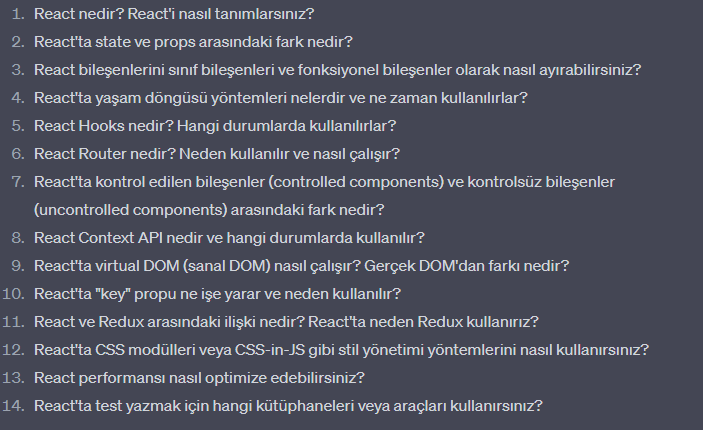 1. React nedir? React'i nasıl tanımlarsınız?
2. React'ta state ve props arasındaki fark nedir?
3. React bileşenlerini sınıf bileşenleri ve fonksiyonel bileşenler olarak nasıl ayırabilirsiniz?
4. React'ta yaşam döngüsü yöntemleri nelerdir ve ne zaman kullanılırlar?
5. React Hooks nedir? Hangi durumlarda kullanılırlar?
6. React Router nedir? Neden kullanılır ve nasıl çalışır?
7. React'ta kontrol edilen bileşenler (controlled components) ve kontrolsüz bileşenler
(uncontrolled components) arasındaki fark nedir?
8. React Context API nedir ve hangi durumlarda kullanılır?
9. React'ta virtual DOM (sanal DOM) nasıl çalışır? Gerçek DOM'dan farkı nedir?
10. React'ta "key" propu ne işe yarar ve neden kullanılır?
11. React ve Redux arasındaki ilişki nedir? React'ta neden Redux kullanırız?
12. React'ta CSS modülleri veya CSS-in-JS gibi stil yönetimi yöntemlerini nasıl kullanırsınız?
13. React performansı nasıl optimize edebilirsiniz?
14. React'ta test yazmak için hangi kütüphaneleri veya araçları kullanırsınız?